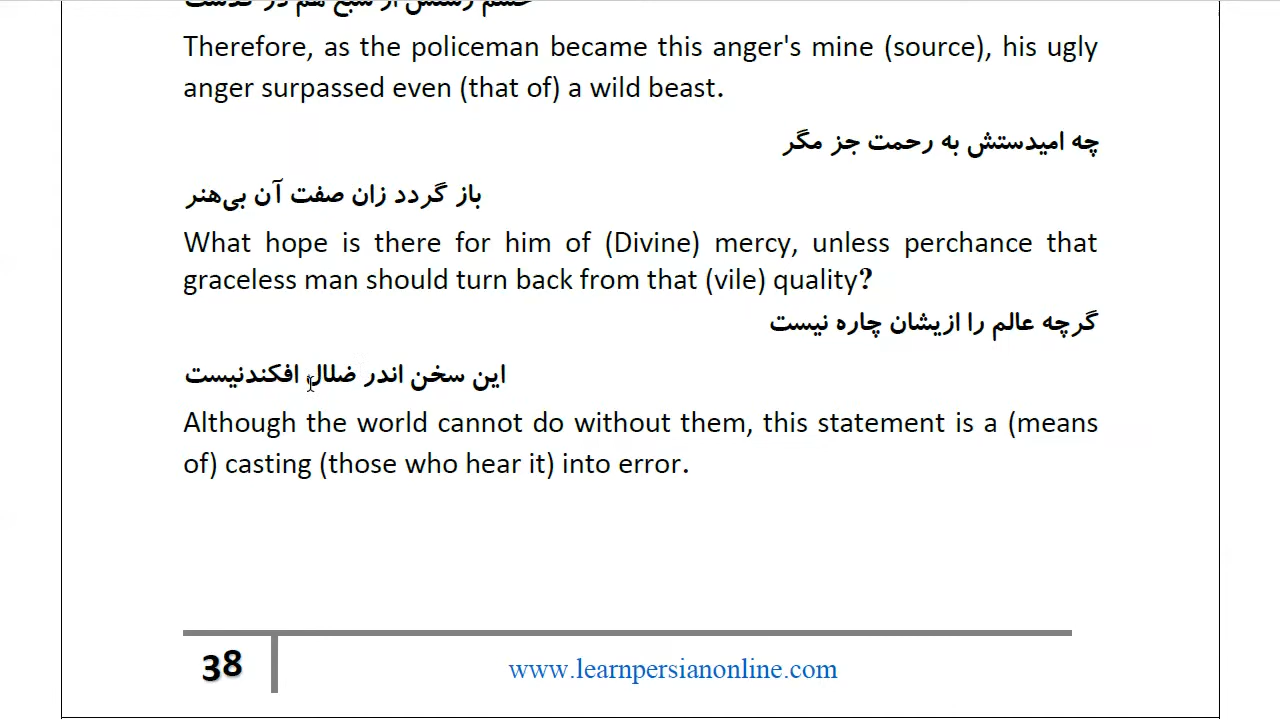 Therefore, as the policeman became this anger's mine (source), his ugly
anger surpassed even (that of) a wild beast.
چه امیدستش به رحمت جز مگر
باز گردد زان صفت آن بی‌هنر
What hope is there for him of (Divine) mercy, unless perchance that
graceless man should turn back from that (vile) quality?
گرچه عالم را ازیشان چاره نیست
این سخن اندر ضلال افکندنیست
Although the world cannot do without them, this statement is a (means
of) casting (those who hear it) into error.
38
www.learnpersianonline.com